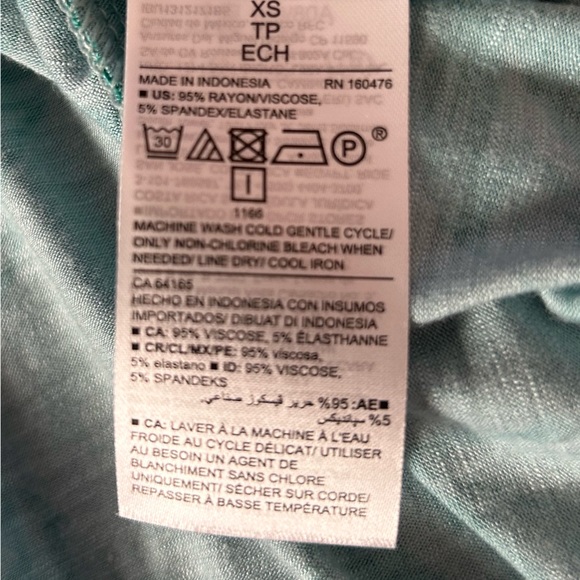 XS
TP
ECH
MADE IN INDONESIA RN 160476
■ US: 95% RAYON/VISCOSE,
5% SPANDEX/ELASTANE
30 P ®
1166
MACHINE WASH COLD GENTLE CYCLE/
ONLY NON-CHLORINE BLEACH WHEN
NEEDED/ LINE DRY/ COOL IRON
CA 64165
HECHO EN INDONESIA CON INSUMOS
IMPORTADOS/ DIBUAT DI INDONESIA
■ CA: 95% VISCOSE, 5% ÉLASTHANNE
■ CR/CL/MX/PE: 95% viscosa,
5% elastano ■ ID: 95% VISCOSE,
5% SPANDEKS
■AE: 95% حرير ڤيسكوز صناعي,
5% سپانديكس
■ CA: LAVER À LA MACHINE À L'EAU
FROIDE AU CYCLE DÉLICAT/ UTILISER
AU BESOIN UN AGENT DE
BLANCHIMENT SANS CHLORE
UNIQUEMENT/ SÉCHER SUR CORDE/
REPASSER À BASSE TEMPÉRATURE